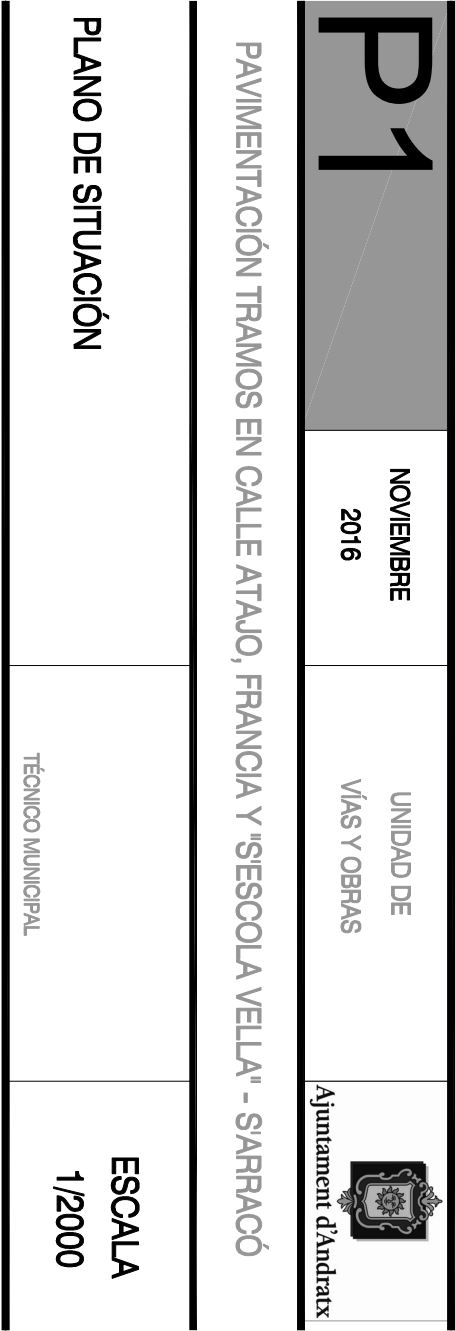 P1
NOVIEMBRE
2016
UNIDAD DE
VÍAS Y OBRAS
Ajuntament d'Andratx
PAVIMENTACIÓN TRAMOS EN CALLE ATAJO, FRANCIA Y "S'ESCOLA VELLA" - S'ARRACÓ
PLANO DE SITUACIÓN
TÉCNICO MUNICIPAL
ESCALA
1/2000